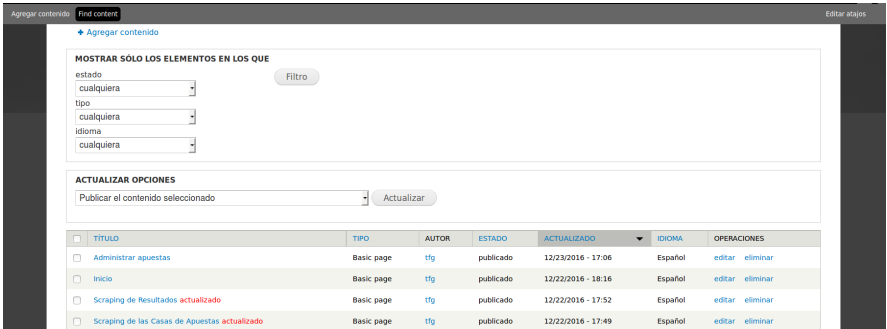 Agregar contenido Find content Editar atajos
+ Agregar contenido
MOSTRAR SÓLO LOS ELEMENTOS EN LOS QUE
estado
cualquiera
Filtro
tipo
cualquiera
idioma
cualquiera
ACTUALIZAR OPCIONES
Publicar el contenido seleccionado Actualizar
TÍTULO TIPO AUTOR ESTADO ACTUALIZADO IDIOMA OPERACIONES
Administrar apuestas Basic page tfg publicado 12/23/2016 - 17:06 Español editar eliminar
Inicio Basic page tfg publicado 12/22/2016 - 18:16 Español editar eliminar
Scraping de Resultados actualizado Basic page tfg publicado 12/22/2016 - 17:52 Español editar eliminar
Scraping de las Casas de Apuestas actualizado Basic page tfg publicado 12/22/2016 - 17:49 Español editar eliminar